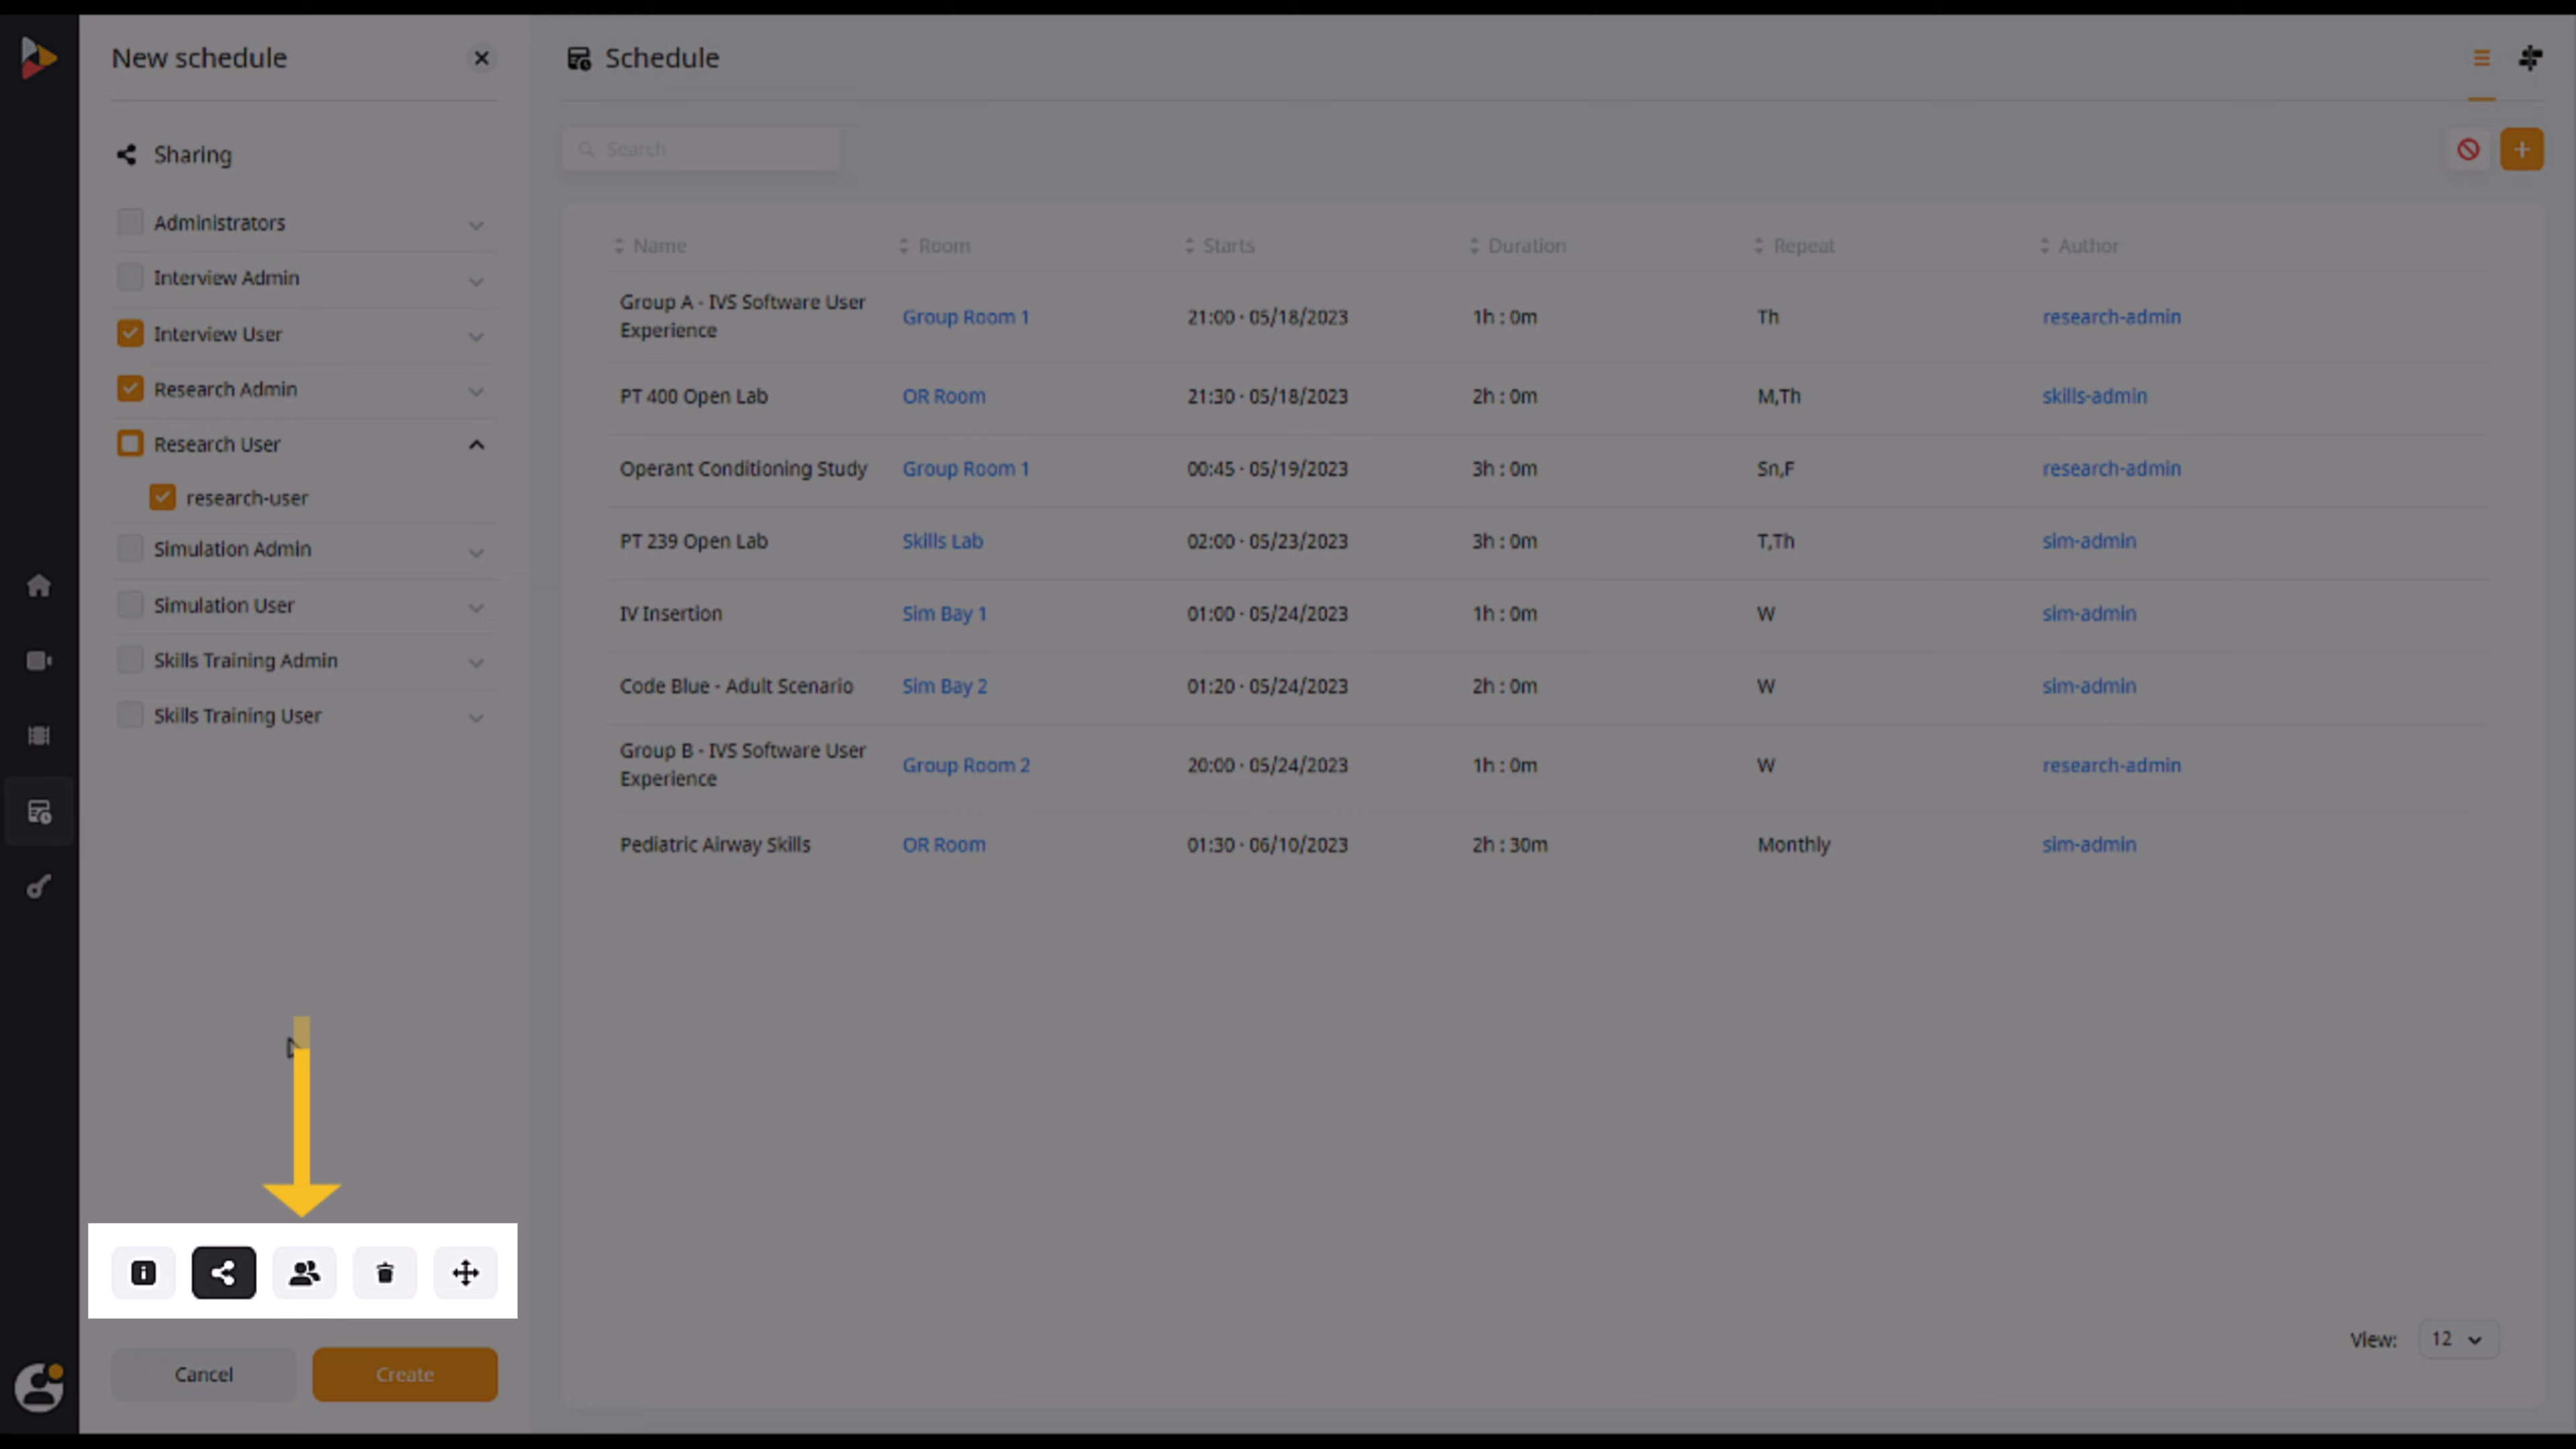 New schedule
Sharing
Administrators
Interview Admin
Interview User
Research Admin
Research User
research-user
Simulation Admin
Simulation User
Skills Training Admin
Skills Training User
Cancel
Create
Schedule
Search
Name Room Starts Duration Repeat Author
Group A - IVS Software User
Experience
Group Room 1 21:00 · 05/18/2023 1h : 0m Th research-admin
PT 400 Open Lab OR Room 21:30 · 05/18/2023 2h : 0m M,Th skills-admin
Operant Conditioning Study Group Room 1 00:45 · 05/19/2023 3h : 0m Sn,F research-admin
PT 239 Open Lab Skills Lab 02:00 · 05/23/2023 3h : 0m T,Th sim-admin
IV Insertion Sim Bay 1 01:00 · 05/24/2023 1h : 0m W sim-admin
Code Blue - Adult Scenario Sim Bay 2 01:20 · 05/24/2023 2h : 0m W sim-admin
Group B - IVS Software User
Experience
Group Room 2 20:00 · 05/24/2023 1h : 0m W research-admin
Pediatric Airway Skills OR Room 01:30 · 06/10/2023 2h : 30m Monthly sim-admin
View: 12